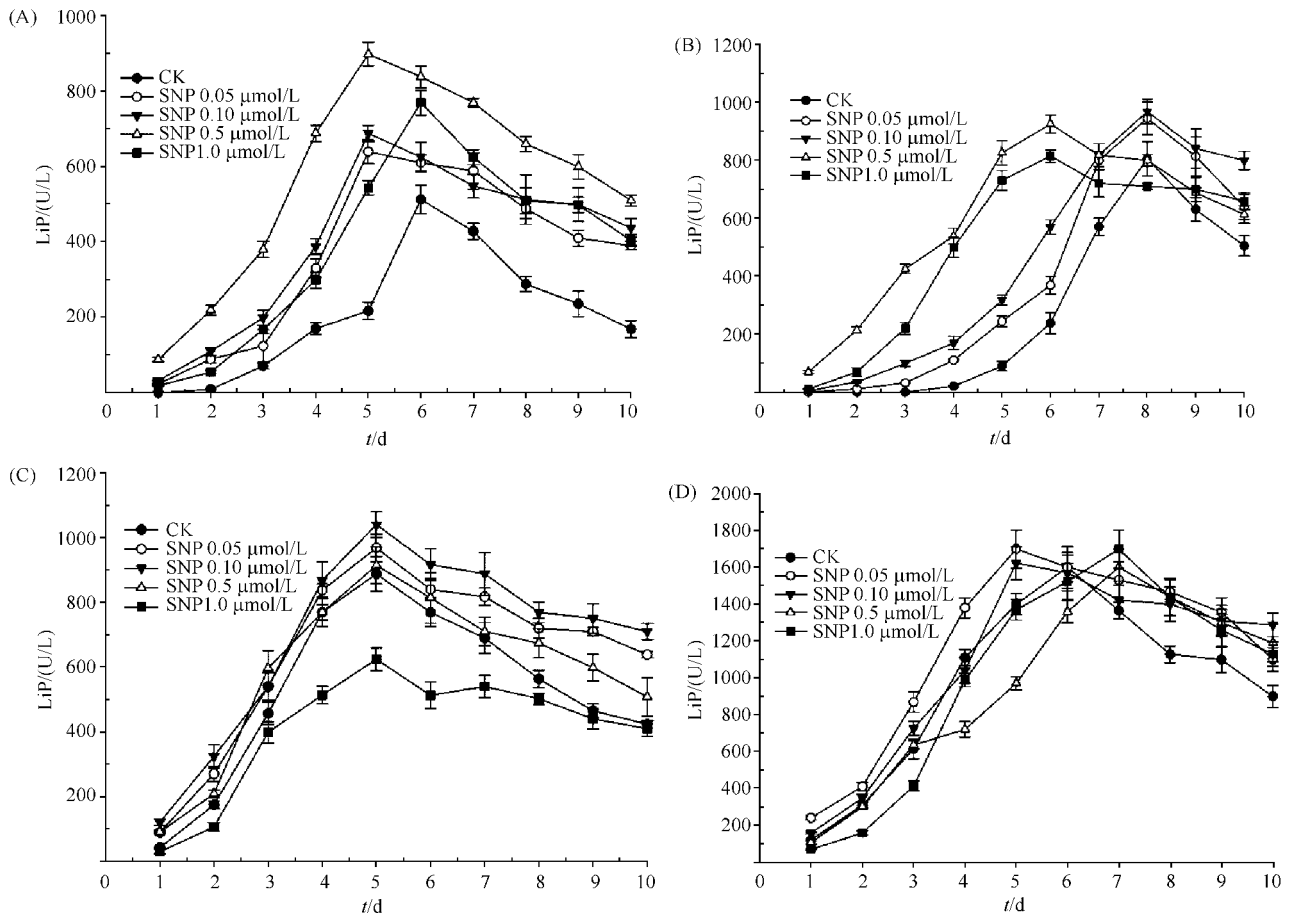 (A)
1000
800
600
400
200
0
LiP/(U/L)
CK
SNP 0.05 μmol/L
SNP 0.10 μmol/L
SNP 0.5 μmol/L
SNP1.0 μmol/L
1 2 3 4 5 6 7 8 9 10
t/d
(B)
1200
1000
800
600
400
200
0
LiP/(U/L)
CK
SNP 0.05 μmol/L
SNP 0.10 μmol/L
SNP 0.5 μmol/L
SNP1.0 μmol/L
1 2 3 4 5 6 7 8 9 10
t/d
(C)
1200
1000
800
600
400
200
0
LiP/(U/L)
CK
SNP 0.05 μmol/L
SNP 0.10 μmol/L
SNP 0.5 μmol/L
SNP1.0 μmol/L
1 2 3 4 5 6 7 8 9 10
t/d
(D)
2000
1800
1600
1400
1200
1000
800
600
400
200
0
LiP/(U/L)
CK
SNP 0.05 μmol/L
SNP 0.10 μmol/L
SNP 0.5 μmol/L
SNP1.0 μmol/L
1 2 3 4 5 6 7 8 9 10
t/d